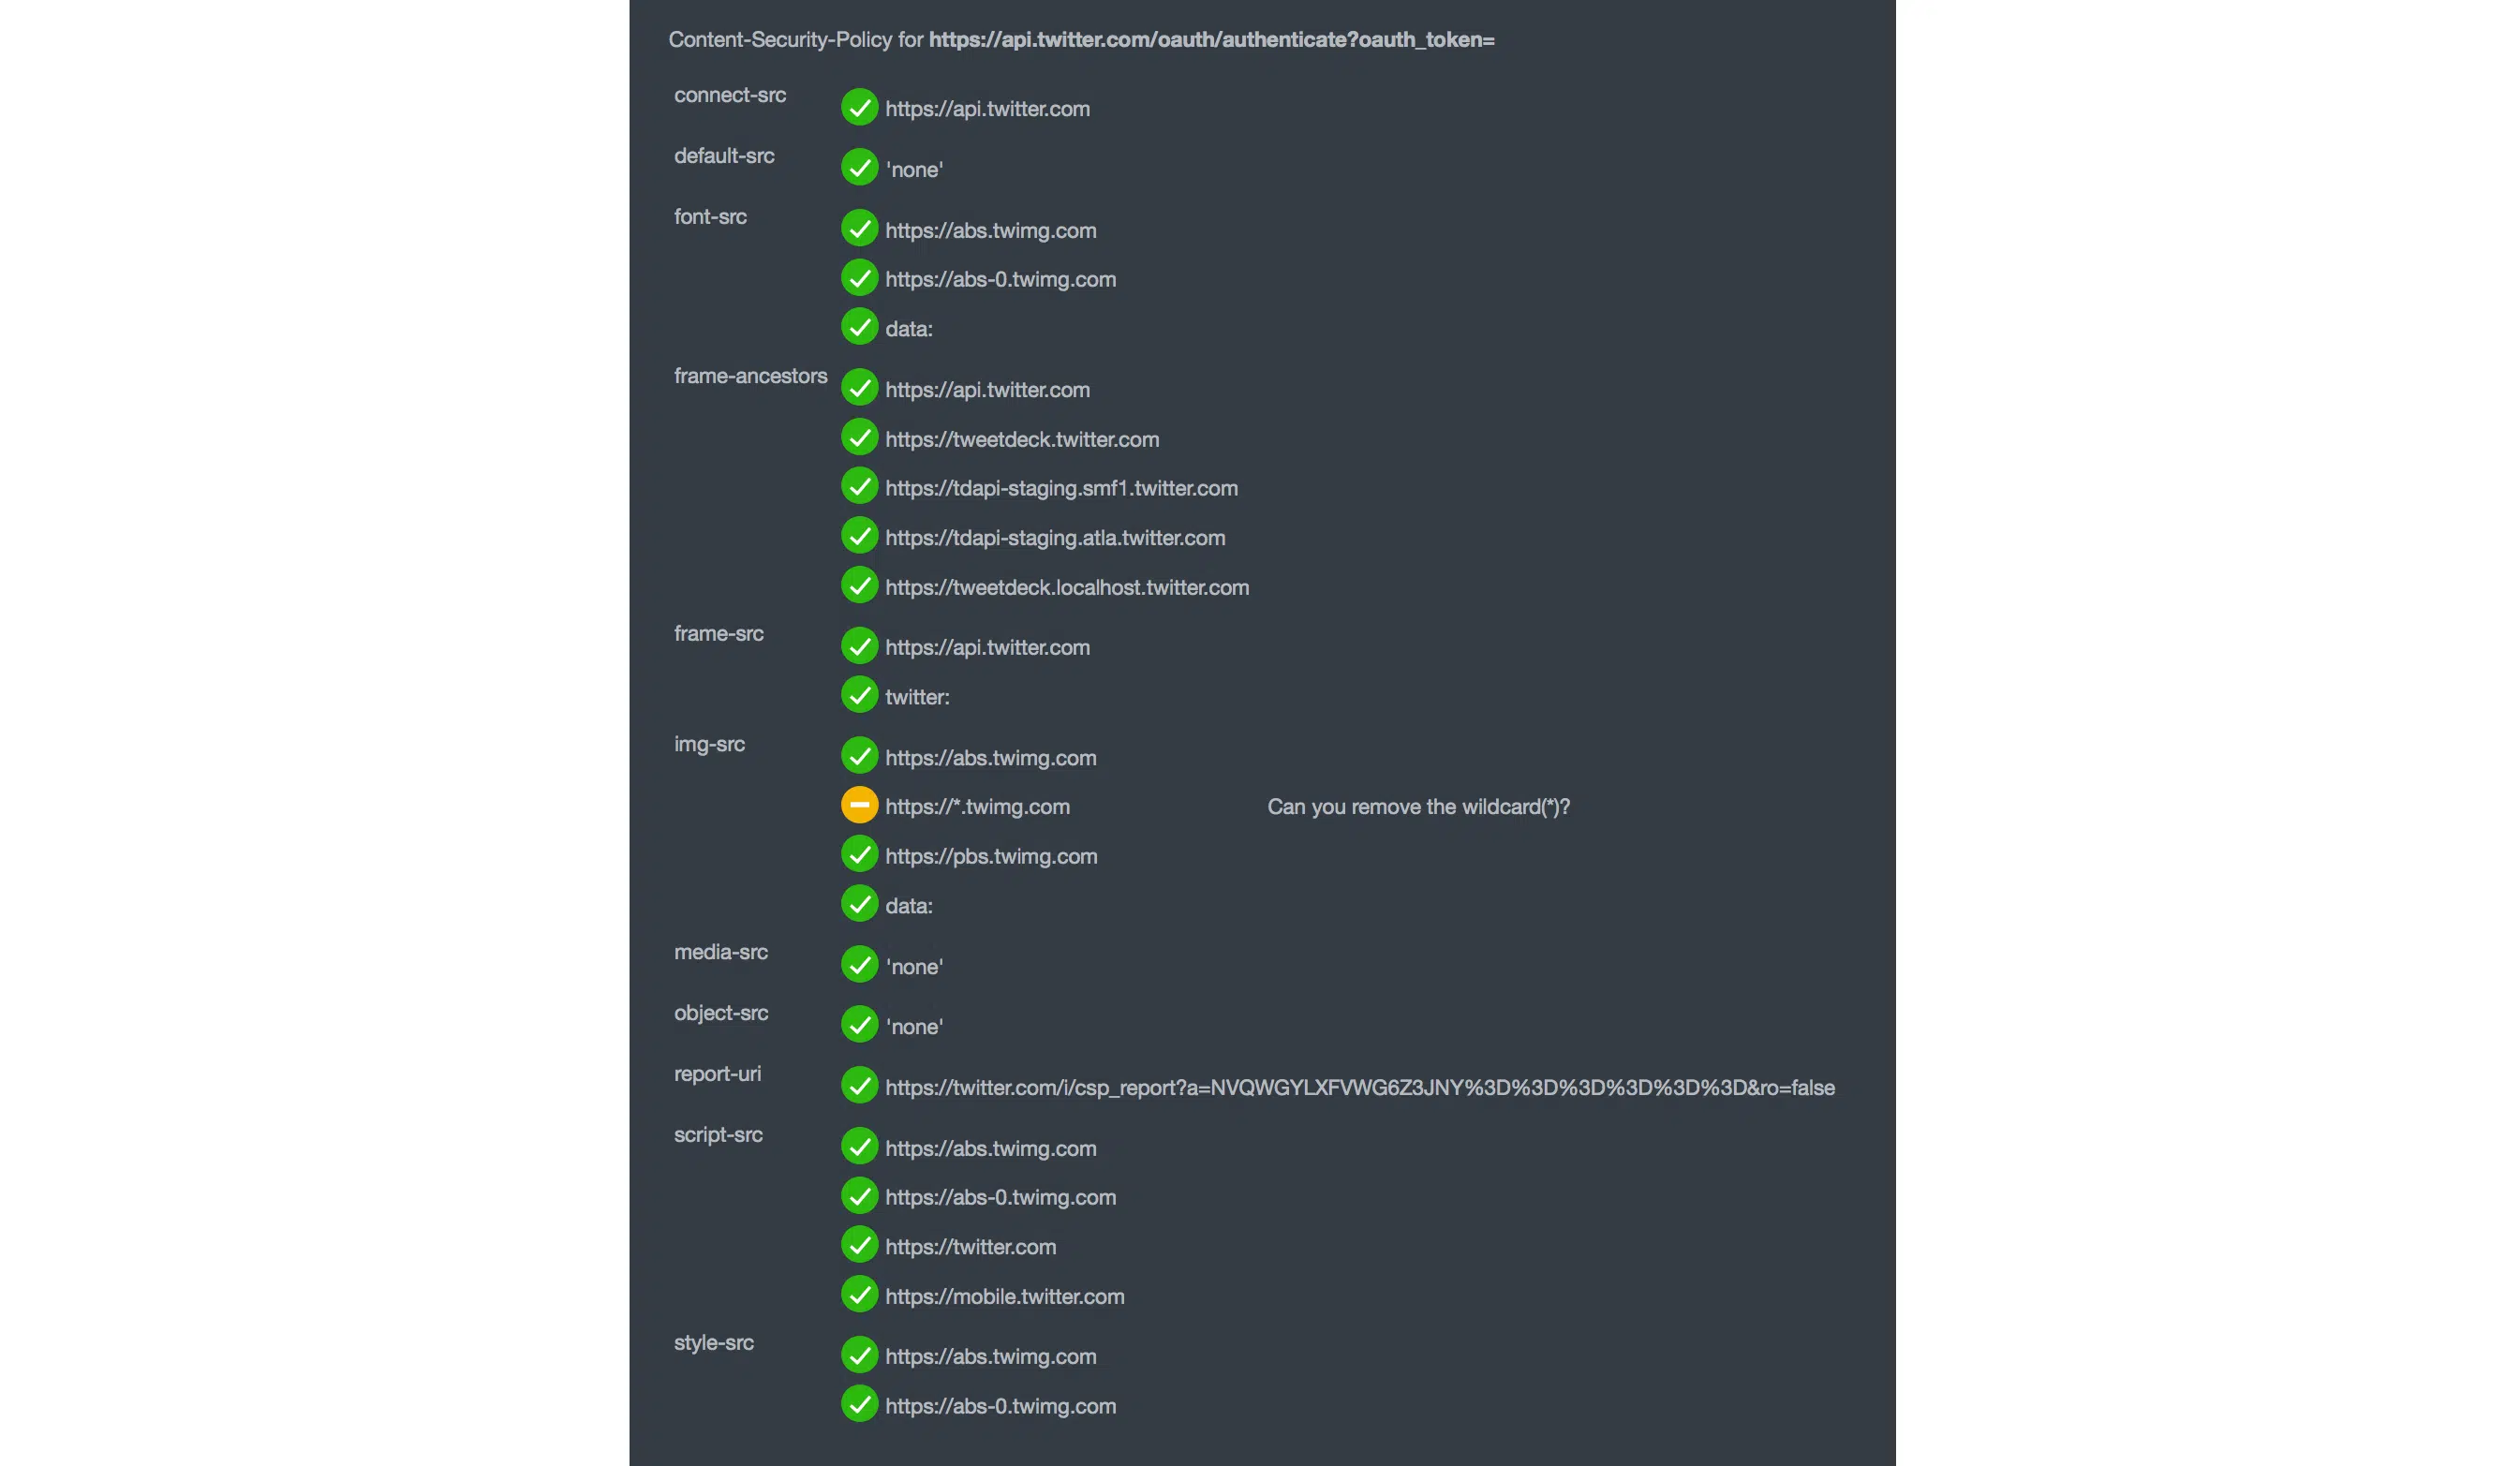 Content-Security-Policy for https://api.twitter.com/oauth/authenticate?oauth_token=
connect-src https://api.twitter.com
default-src 'none'
font-src https://abs.twimg.com
https://abs-0.twimg.com
data:
frame-ancestors https://api.twitter.com
https://tweetdeck.twitter.com
https://tdapi-staging.smf1.twitter.com
https://tdapi-staging.atla.twitter.com
https://tweetdeck.localhost.twitter.com
frame-src https://api.twitter.com
twitter:
img-src https://abs.twimg.com
https://*.twimg.com Can you remove the wildcard(*)?
https://pbs.twimg.com
data:
media-src 'none'
object-src 'none'
report-uri https://twitter.com/i/csp_report?a=NVQWGYLXFVWG6Z3JNY%3D%3D%3D%3D%3D%3D&ro=false
script-src https://abs.twimg.com
https://abs-0.twimg.com
https://twitter.com
https://mobile.twitter.com
style-src https://abs.twimg.com
https://abs-0.twimg.com